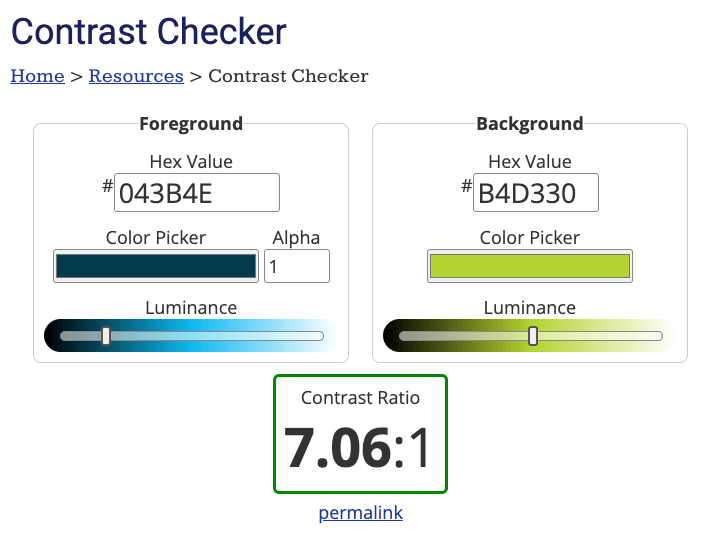 Contrast Checker
Home > Resources > Contrast Checker
Foreground
Hex Value
#043B4E
Color Picker Alpha
1
Luminance
Background
Hex Value
#B4D330
Color Picker
Luminance
Contrast Ratio
7.06:1
permalink